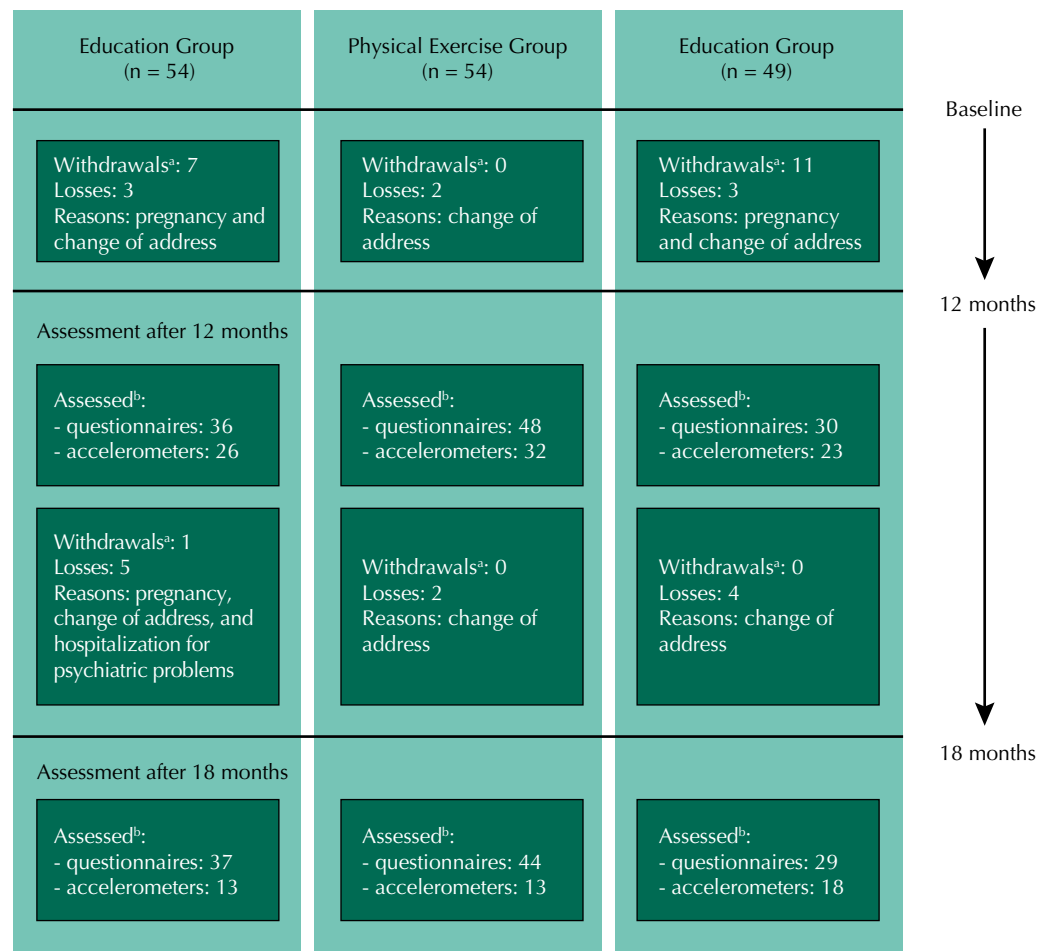 Education Group
(n = 54)
Physical Exercise Group
(n = 54)
Education Group
(n = 49)
Baseline
Withdrawalsᵃ: 7
Losses: 3
Reasons: pregnancy and
change of address
Withdrawalsᵃ: 0
Losses: 2
Reasons: change of
address
Withdrawalsᵃ: 11
Losses: 3
Reasons: pregnancy
and change of address
12 months
Assessment after 12 months
Assessedᵇ:
- questionnaires: 36
- accelerometers: 26
Assessedᵇ:
- questionnaires: 48
- accelerometers: 32
Assessedᵇ:
- questionnaires: 30
- accelerometers: 23
Withdrawalsᵃ: 1
Losses: 5
Reasons: pregnancy,
change of address, and
hospitalization for
psychiatric problems
Withdrawalsᵃ: 0
Losses: 2
Reasons: change of
address
Withdrawalsᵃ: 0
Losses: 4
Reasons: change of
address
18 months
Assessment after 18 months
Assessedᵇ:
- questionnaires: 37
- accelerometers: 13
Assessedᵇ:
- questionnaires: 44
- accelerometers: 13
Assessedᵇ:
- questionnaires: 29
- accelerometers: 18